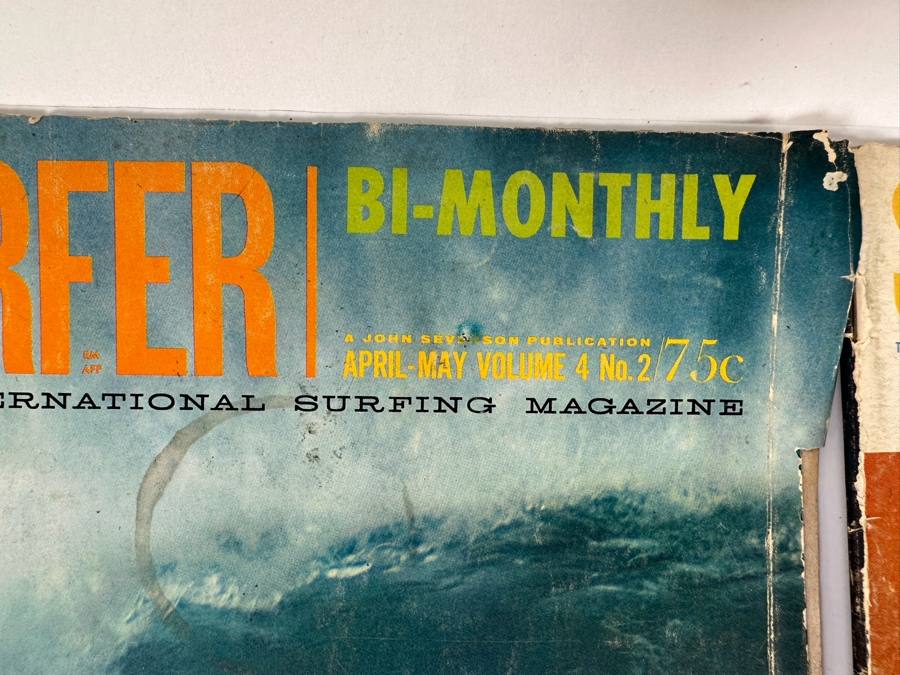 RFER
BI-MONTHLY
A JOHN SEVERSON PUBLICATION
APRIL-MAY VOLUME 4 No. 2/75c
ERNATIONAL SURFING MAGAZINE